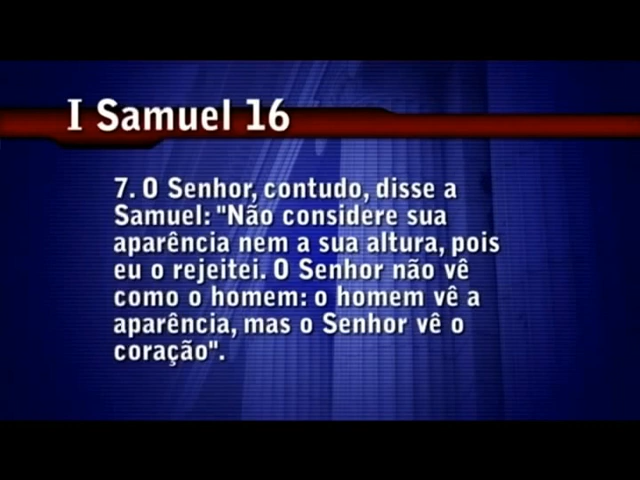 I Samuel 16
7. O Senhor, contudo, disse a
Samuel: "Não considere sua
aparência nem a sua altura, pois
eu o rejeitei. O Senhor não vê
como o homem: o homem vê a
aparência, mas o Senhor vê o
coração".